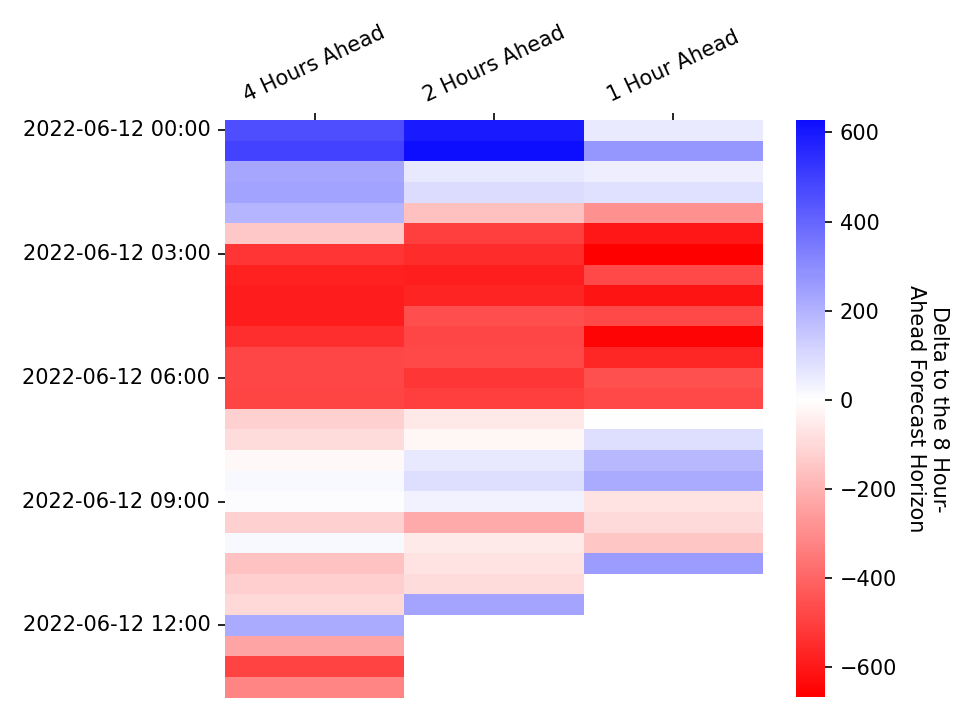 4 Hours Ahead
2 Hours Ahead
1 Hour Ahead
2022-06-12 00:00
2022-06-12 03:00
2022-06-12 06:00
2022-06-12 09:00
2022-06-12 12:00
600
400
200
0
−200
−400
−600
Delta to the 8 Hour-
Ahead Forecast Horizon